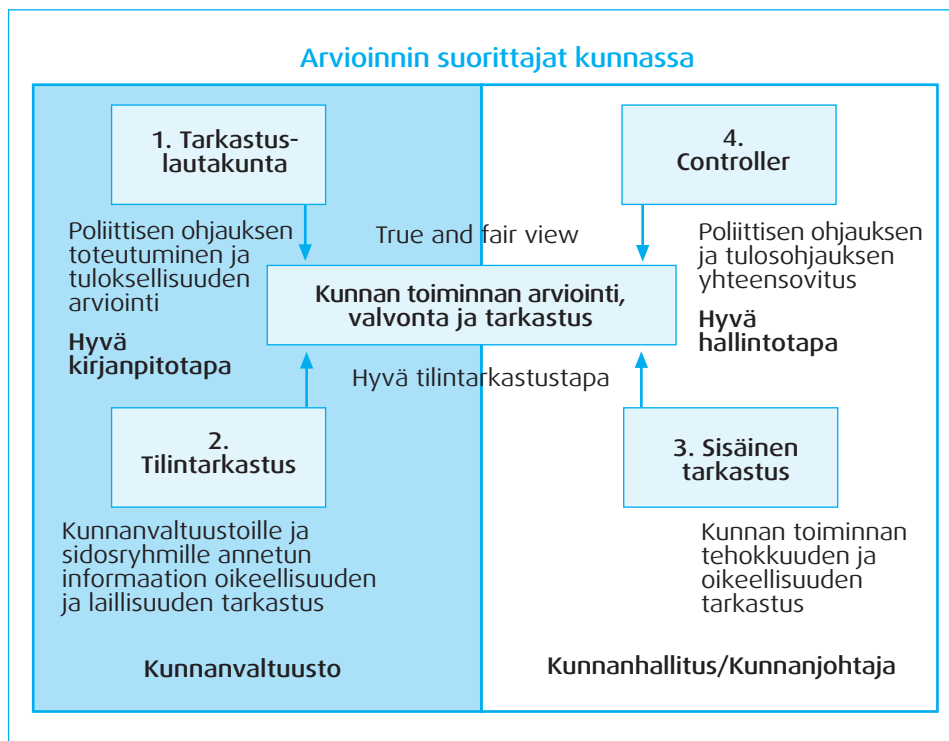 Arvioinnin suorittajat kunnassa
1. Tarkastus-
lautakunta
Poliittisen ohjauksen
toteutuminen ja
tuloksellisuuden
arviointi
Hyvä
kirjanpitotapa
True and fair view
4.
Controller
Poliittisen ohjauksen
ja tulosohjauksen
yhteensovitus
Hyvä
hallintotapa
Kunnan toiminnan arviointi,
valvonta ja tarkastus
Hyvä tilintarkastustapa
2.
Tilintarkastus
Kunnanvaltuustoille ja
sidosryhmille annetun
informaation oikeellisuuden
ja laillisuuden tarkastus
Kunnanvaltuusto
3. Sisäinen
tarkastus
Kunnan toiminnan
tehokkuuden ja
oikeellisuuden
tarkastus
Kunnanhallitus/Kunnanjohtaja